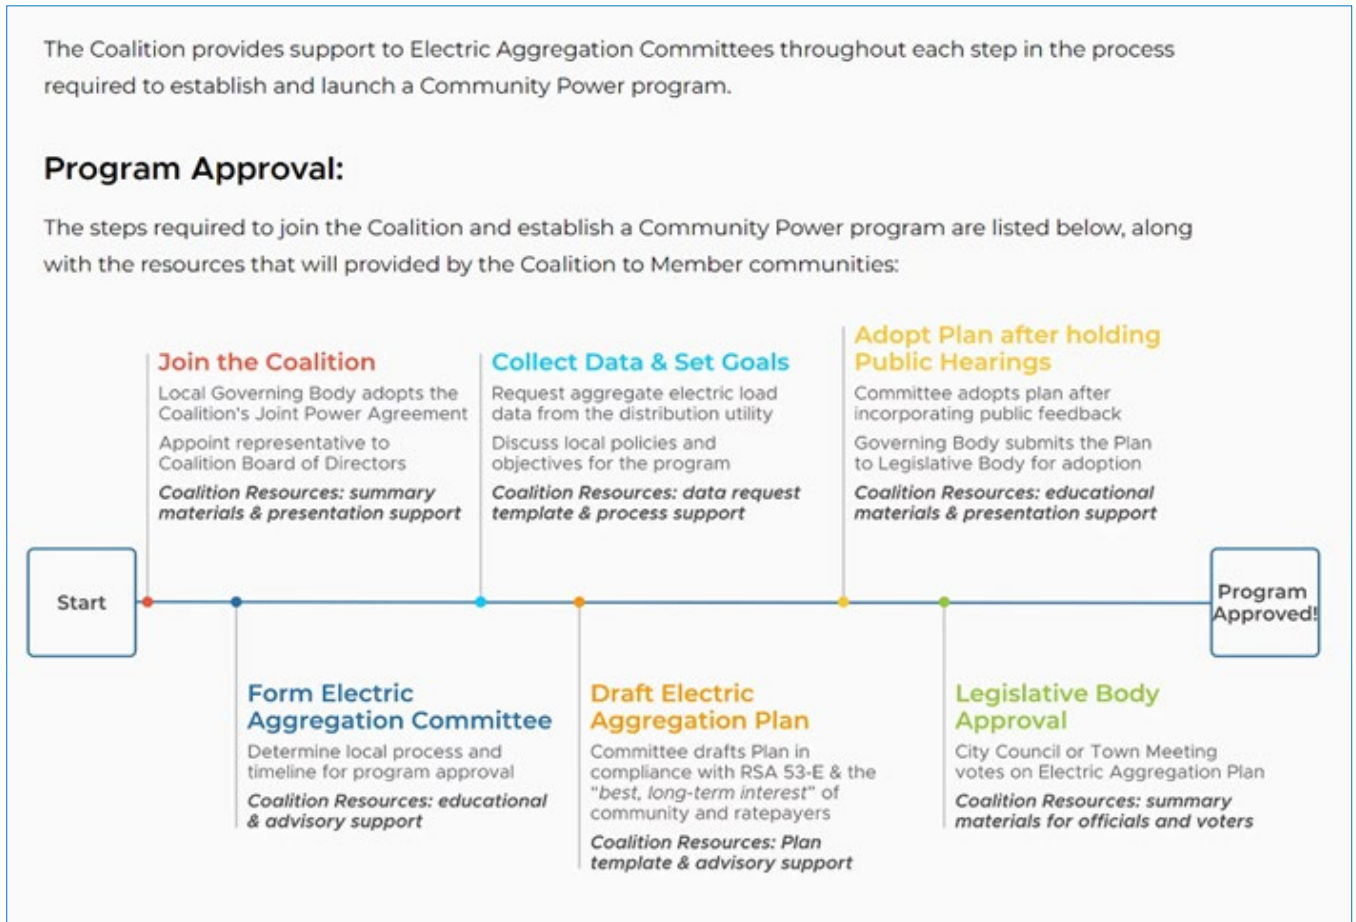 The Coalition provides support to Electric Aggregation Committees throughout each step in the process
required to establish and launch a Community Power program.
Program Approval:
The steps required to join the Coalition and establish a Community Power program are listed below, along
with the resources that will provided by the Coalition to Member communities:
Start
Join the Coalition
Local Governing Body adopts the
Coalition's Joint Power Agreement
Appoint representative to
Coalition Board of Directors
Coalition Resources: summary
materials & presentation support
Form Electric
Aggregation Committee
Determine local process and
timeline for program approval
Coalition Resources: educational
& advisory support
Collect Data & Set Goals
Request aggregate electric load
data from the distribution utility
Discuss local policies and
objectives for the program
Coalition Resources: data request
template & process support
Draft Electric
Aggregation Plan
Committee drafts Plan in
compliance with RSA 53-E & the
"best, long-term interest" of
community and ratepayers
Coalition Resources: Plan
template & advisory support
Adopt Plan after holding
Public Hearings
Committee adopts plan after
incorporating public feedback
Governing Body submits the Plan
to Legislative Body for adoption
Coalition Resources: educational
materials & presentation support
Legislative Body
Approval
City Council or Town Meeting
votes on Electric Aggregation Plan
Coalition Resources: summary
materials for officials and voters
Program
Approved!